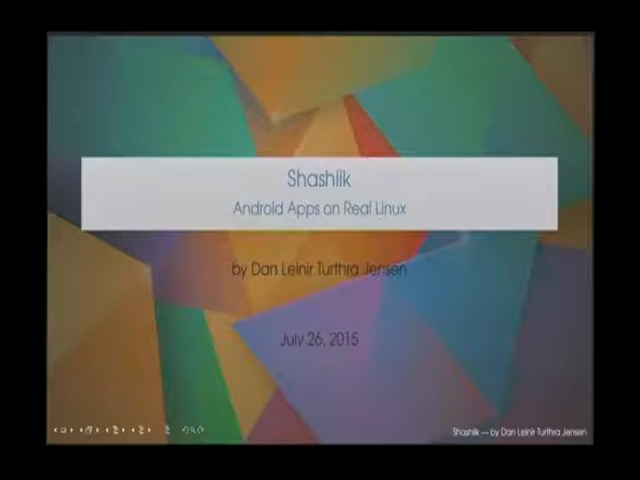 Shashlik
Android Apps on Real Linux
by Dan Leinir Turthra Jensen
July 26, 2015
Shashlik — by Dan Leinir Turthra Jensen